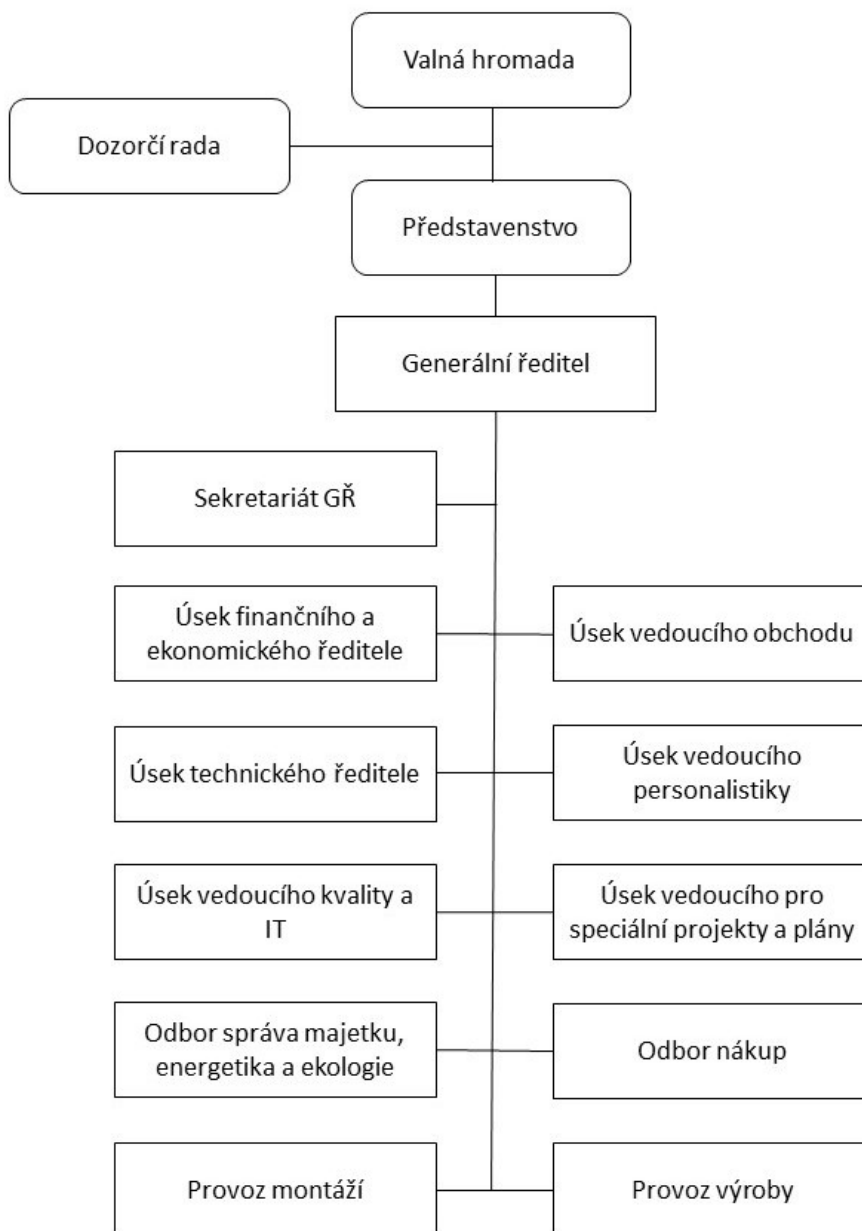 Valná hromada
Dozorčí rada
Představenstvo
Generální ředitel
Sekretariát GŘ
Úsek finančního a
ekonomického ředitele
Úsek vedoucího obchodu
Úsek technického ředitele
Úsek vedoucího
personalistiky
Úsek vedoucího kvality a
IT
Úsek vedoucího pro
speciální projekty a plány
Odbor správa majetku,
energetika a ekologie
Odbor nákup
Provoz montáží
Provoz výroby